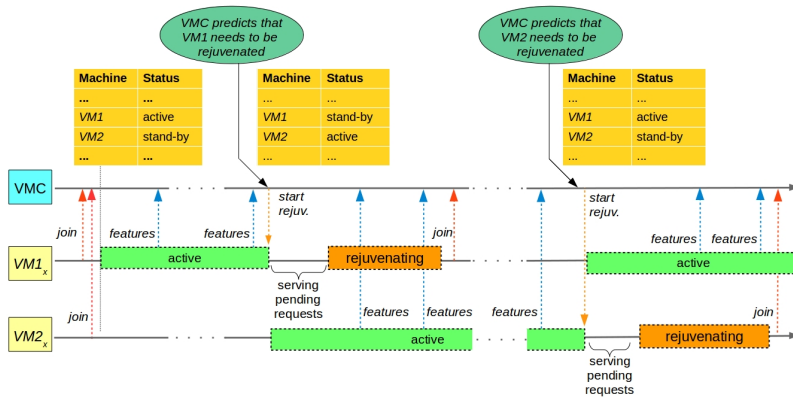 VMC predicts that
VM1 needs to be
rejuvenated
VMC predicts that
VM2 needs to be
rejuvenated
Machine Status
... ...
VM1 active
VM2 stand-by
... ...
Machine Status
... ...
VM1 stand-by
VM2 active
... ...
Machine Status
... ...
VM1 active
VM2 stand-by
... ...
VMC
start
rejuv.
start
rejuv.
join
features
features
join
features
features
VM1x
active
rejuvenating
active
serving
pending
requests
join
features
features
features
join
VM2x
active
rejuvenating
serving
pending
requests